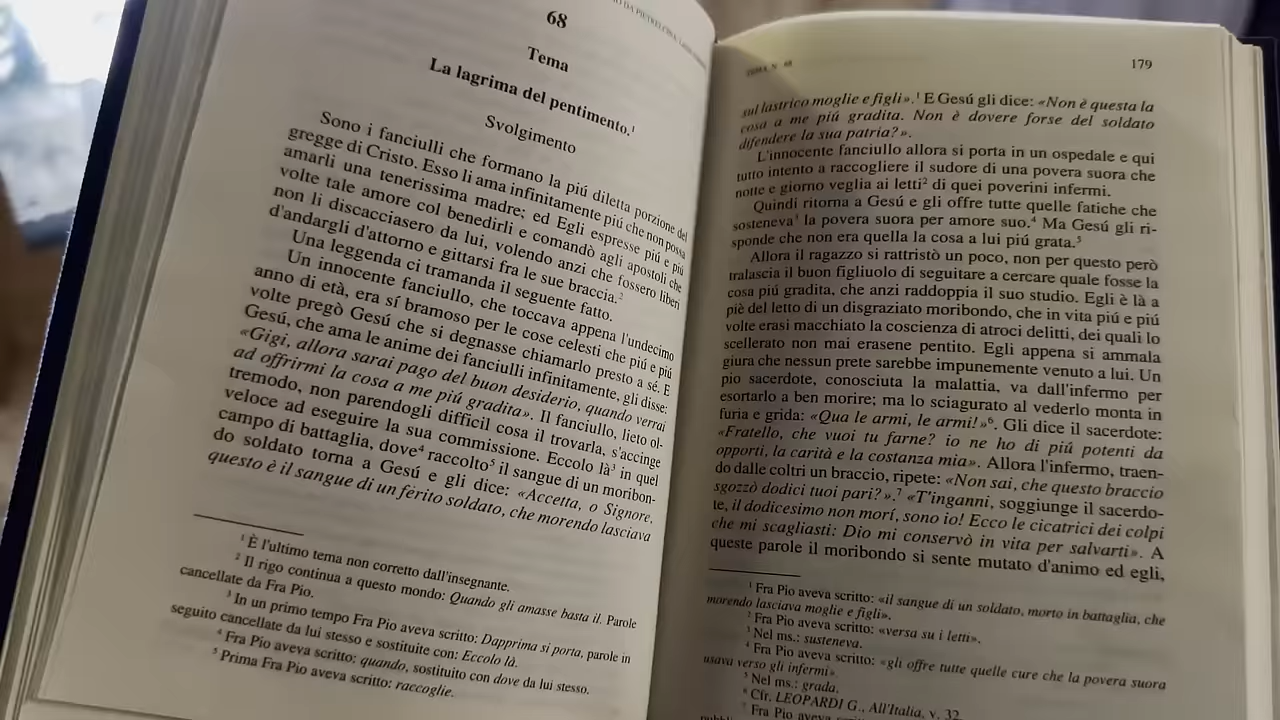 68
Tema
La lagrima del pentimento.¹
Svolgimento
Sono i fanciulli che formano la piú diletta porzione del
gregge di Cristo. Esso li ama infinitamente piú che non possa
amarli una tenerissima madre; ed Egli espresse piú e piú
volte tale amore col benedirli e comandò agli apostoli che
non li discacciasero da lui, volendo anzi che fossero liberi
d'andargli d'attorno e gittarsi fra le sue braccia.²
Una leggenda ci tramanda il seguente fatto.
Un innocente fanciullo, che toccava appena l'undecimo
anno di età, era sí bramoso per le cose celesti che piú e piú
volte pregò Gesú che si degnasse chiamarlo presto a sé. E
Gesú, che ama le anime dei fanciulli infinitamente, gli disse:
«Gigi, allora sarai pago del buon desiderio, quando verrai
ad offrirmi la cosa a me piú gradita». Il fanciullo, lieto ol-
tremodo, non parendogli difficil cosa il trovarla, s'accinge
veloce ad eseguire la sua commissione. Eccolo là³ in quel
campo di battaglia, dove⁴ raccolto⁵ il sangue di un moribon-
do soldato torna a Gesú e gli dice: «Accetta, o Signore,
questo è il sangue di un ferito soldato, che morendo lasciava
¹ È l'ultimo tema non corretto dall'insegnante.
² Il rigo continua a questo mondo: Quando gli amasse basta il. Parole
cancellate da Fra Pio.
³ In un primo tempo Fra Pio aveva scritto: Dapprima si porta, parole in
seguito cancellate da lui stesso e sostituite con: Eccolo là.
⁴ Fra Pio aveva scritto: quando, sostituito con dove da lui stesso.
⁵ Prima Fra Pio aveva scritto: raccoglie.
TEMA N. 68
179
sul lastrico moglie e figli».¹ E Gesú gli dice: «Non è questa la
cosa a me piú gradita. Non è dovere forse del soldato
difendere la sua patria?».
L'innocente fanciullo allora si porta in un ospedale e qui
tutto intento a raccogliere il sudore di una povera suora che
notte e giorno veglia ai letti² di quei poverini infermi.
Quindi ritorna a Gesú e gli offre tutte quelle fatiche che
sosteneva³ la povera suora per amore suo.⁴ Ma Gesú gli ri-
sponde che non era quella la cosa a lui piú grata.⁵
Allora il ragazzo si rattristò un poco, non per questo però
tralascia il buon figliuolo di seguitare a cercare quale fosse la
cosa piú gradita, che anzi raddoppia il suo studio. Egli è là a
piè del letto di un disgraziato moribondo, che in vita piú e piú
volte erasi macchiato la coscienza di atroci delitti, dei quali lo
scellerato non mai erasene pentito. Egli appena si ammala
giura che nessun prete sarebbe impunemente venuto a lui. Un
pio sacerdote, conosciuta la malattia, va dall'infermo per
esortarlo a ben morire; ma lo sciagurato al vederlo monta in
furia e grida: «Qua le armi, le armi!»⁶. Gli dice il sacerdote:
«Fratello, che vuoi tu farne? io ne ho di piú potenti da
opporti, la carità e la costanza mia». Allora l'infermo, traen-
do dalle coltri un braccio, ripete: «Non sai, che questo braccio
sgozzò dodici tuoi pari?».⁷ «T'inganni, soggiunge il sacerdo-
te, il dodicesimo non morí, sono io! Ecco le cicatrici dei colpi
che mi scagliasti: Dio mi conservò in vita per salvarti». A
queste parole il moribondo si sente mutato d'animo ed egli,
¹ Fra Pio aveva scritto: «il sangue di un soldato, morto in battaglia, che
morendo lasciava moglie e figli».
² Fra Pio aveva scritto: «versa su i letti».
³ Nel ms.: susteneva.
⁴ Fra Pio aveva scritto: «gli offre tutte quelle cure che la povera suora
usava verso gli infermi».
⁵ Nel ms.: grada.
⁶ Cfr. LEOPARDI G., All'Italia, v. 32.
⁷ Fra Pio aveva